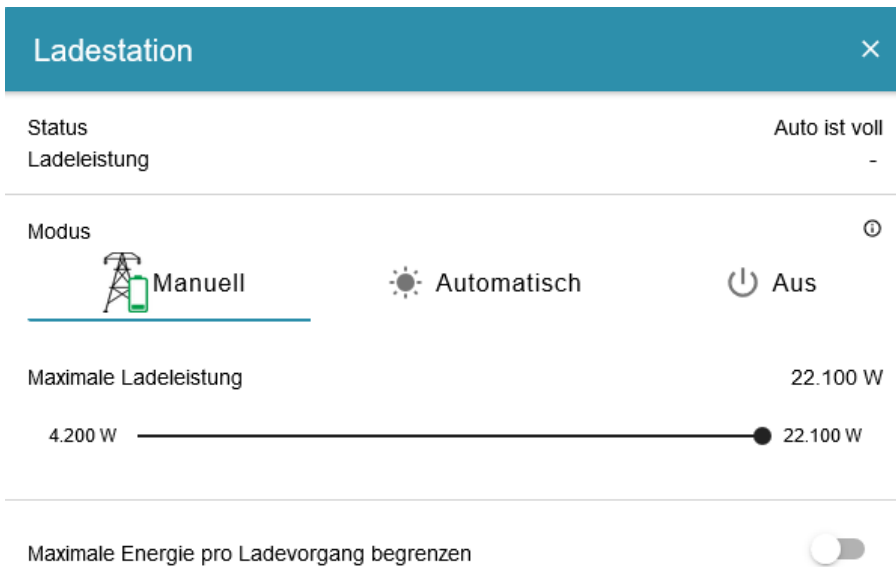 Ladestation
Status Auto ist voll
Ladeleistung -
Modus
Manuell Automatisch Aus
Maximale Ladeleistung 22.100 W
4.200 W 22.100 W
Maximale Energie pro Ladevorgang begrenzen